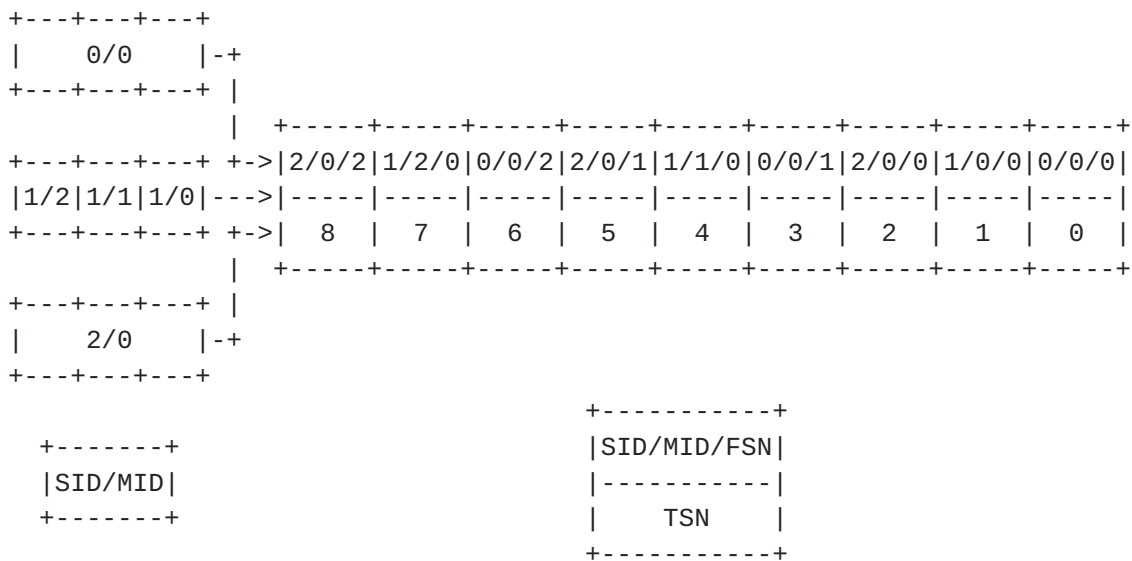 +---+---+---+
|    0/0    |-+
+---+---+---+ |
              |  +-----+-----+-----+-----+-----+-----+-----+-----+-----+
+---+---+---+ +->|2/0/2|1/2/0|0/0/2|2/0/1|1/1/0|0/0/1|2/0/0|1/0/0|0/0/0|
|1/2|1/1|1/0|--->|-----|-----|-----|-----|-----|-----|-----|-----|-----|
+---+---+---+ +->|  8  |  7  |  6  |  5  |  4  |  3  |  2  |  1  |  0  |
              |  +-----+-----+-----+-----+-----+-----+-----+-----+-----+
+---+---+---+ |
|    2/0    |-+
+---+---+---+
                                     +-----------+
  +-------+                          |SID/MID/FSN|
  |SID/MID|                          |-----------|
  +-------+                          |    TSN    |
                                     +-----------+